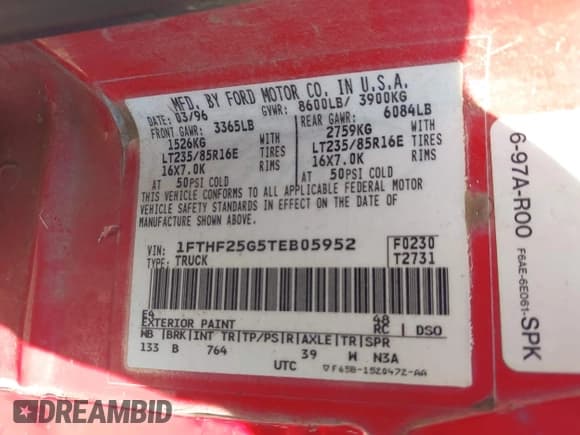 MFD. BY FORD MOTOR CO. IN U.S.A.
DATE: 03/96 GVWR: 8600LB/ 3900KG
FRONT GAWR: 3365LB REAR GAWR: 6084LB
1526KG WITH 2759KG WITH
LT235/85R16E TIRES LT235/85R16E TIRES
16X7.0K RIMS 16X7.0K RIMS
AT 50PSI COLD AT 50PSI COLD
THIS VEHICLE CONFORMS TO ALL APPLICABLE FEDERAL MOTOR
VEHICLE SAFETY STANDARDS IN EFFECT ON THE DATE OF
MANUFACTURE SHOWN ABOVE.
VIN: 1FTHF25G5TEB05952 F0230
TYPE: TRUCK T2731
E4 48
EXTERIOR PAINT RC DSO
WB BRK INT TR TP/PS R AXLE TR SPR
133 B 764 39 W N3A
UTC ▽F65B-1520472-AA
6-97A-R00
F6AE-6E061-SPK
DREAMBID